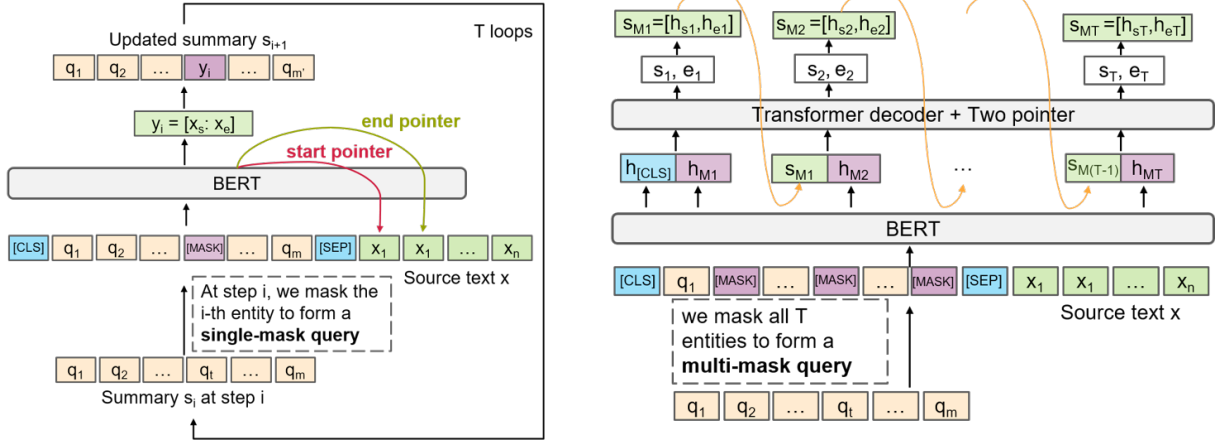 T loops
Updated summary s_{i+1}
q_1 q_2 … y_i … q_{m'}
y_i = [x_s: x_e]
end pointer
start pointer
BERT
[CLS] q_1 q_2 … [MASK] … q_m [SEP] x_1 x_1 … x_n
Source text x
At step i, we mask the
i-th entity to form a
single-mask query
q_1 q_2 … q_t … q_m
Summary s_i at step i
s_{M1}=[h_{s1},h_{e1}] s_{M2}=[h_{s2},h_{e2}] s_{MT}=[h_{sT},h_{eT}]
s_1, e_1 s_2, e_2 s_T, e_T
Transformer decoder + Two pointer
h_{[CLS]} h_{M1} s_{M1} h_{M2} … s_{M(T-1)} h_{MT}
BERT
[CLS] q_1 [MASK] … [MASK] … [MASK] [SEP] x_1 x_1 … x_n
Source text x
we mask all T
entities to form a
multi-mask query
q_1 q_2 … q_t … q_m